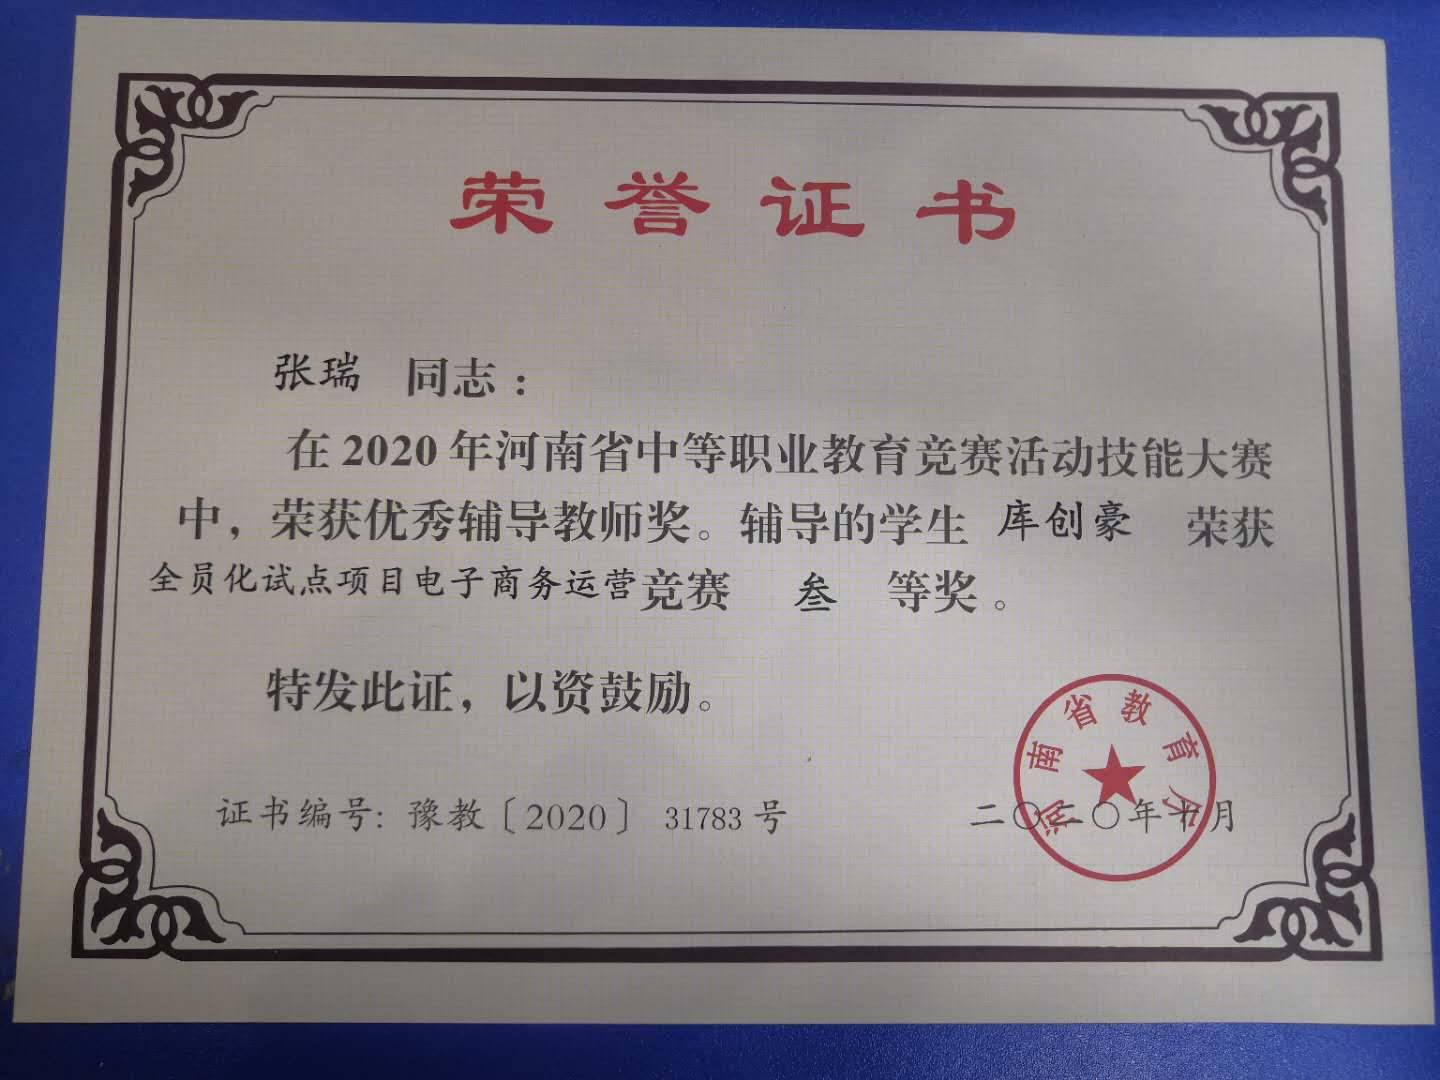 荣誉证书
张瑞 同志：
在2020年河南省中等职业教育竞赛活动技能大赛
中，荣获优秀辅导教师奖。辅导的学生 库创豪 荣获
全员化试点项目电子商务运营竞赛 叁 等奖。
特发此证，以资鼓励。
河南省教育厅
证书编号: 豫教〔2020〕 31783 号
二〇二〇年十月